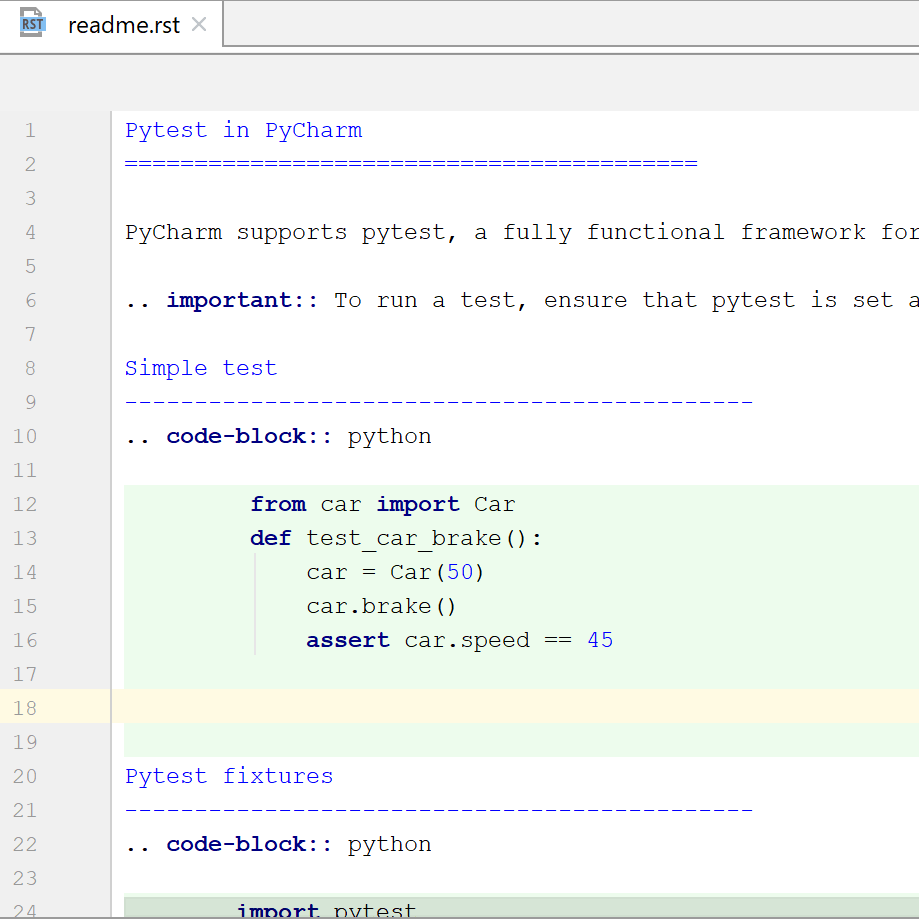 RST readme.rst
1 Pytest in PyCharm
2 =========================================
3
4 PyCharm supports pytest, a fully functional framework for
5
6 .. important:: To run a test, ensure that pytest is set a
7
8 Simple test
9 ---------------------------------------------
10 .. code-block:: python
11
12 from car import Car
13 def test_car_brake():
14 car = Car(50)
15 car.brake()
16 assert car.speed == 45
17
18
19
20 Pytest fixtures
21 ---------------------------------------------
22 .. code-block:: python
23
24 import pytest